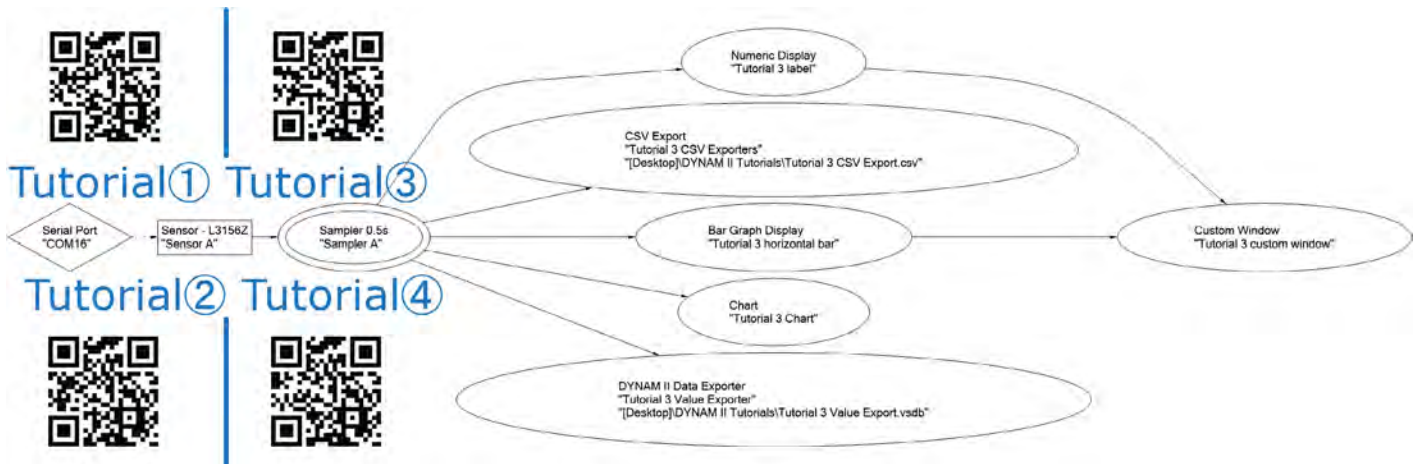 Tutorial①
Tutorial③
Serial Port
"COM16"
Sensor - L3156Z
"Sensor A"
Sampler 0.5s
"Sampler A"
Tutorial②
Tutorial④
Numeric Display
"Tutorial 3 label"
CSV Export
"Tutorial 3 CSV Exporters"
"[Desktop]\DYNAM II Tutorials\Tutorial 3 CSV Export.csv"
Bar Graph Display
"Tutorial 3 horizontal bar"
Custom Window
"Tutorial 3 custom window"
Chart
"Tutorial 3 Chart"
DYNAM II Data Exporter
"Tutorial 3 Value Exporter"
"[Desktop]\DYNAM II Tutorials\Tutorial 3 Value Export.vsdb"